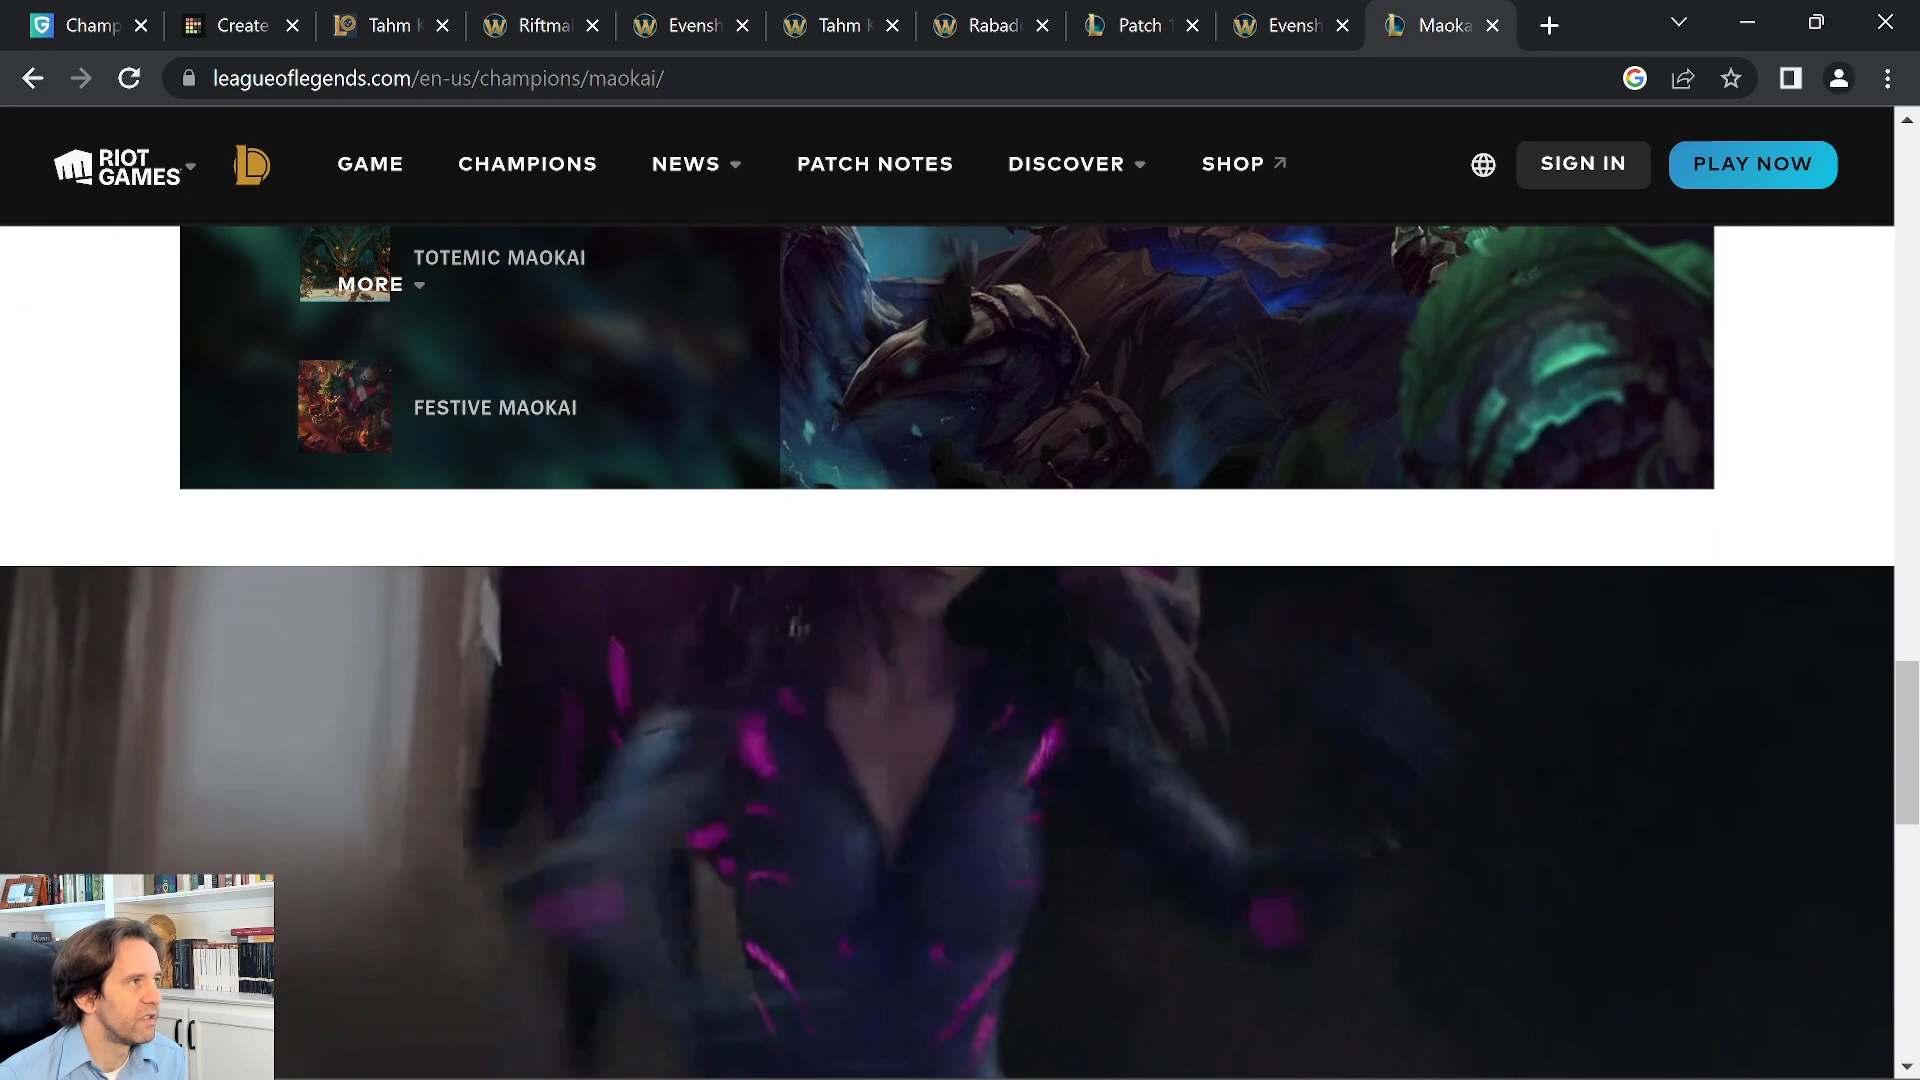 Champ
Create
Tahm
Riftma
Evensh
Tahm
Rabad
Patch
Evensh
Maoka
leagueoflegends.com/en-us/champions/maokai/
RIOT GAMES
GAME
CHAMPIONS
NEWS
PATCH NOTES
DISCOVER
SHOP
SIGN IN
PLAY NOW
TOTEMIC MAOKAI
MORE
FESTIVE MAOKAI